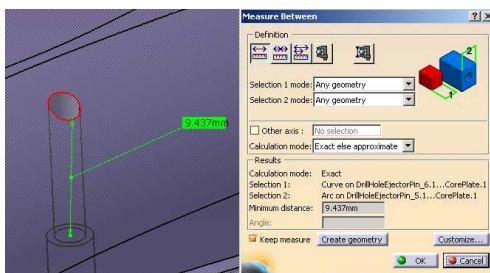 9.437mm
Measure Between
Definition
2
1
Selection 1 mode: Any geometry
Selection 2 mode: Any geometry
Other axis : No selection
Calculation mode: Exact else approximate
Results
Calculation mode: Exact
Selection 1: Curve on DrillHoleEjectorPin_6.1...CorePlate.1
Selection 2: Arc on DrillHoleEjectorPin_5.1...CorePlate.1
Minimum distance: 9.437mm
Angle:
Keep measure Create geometry Customize...
OK Cancel